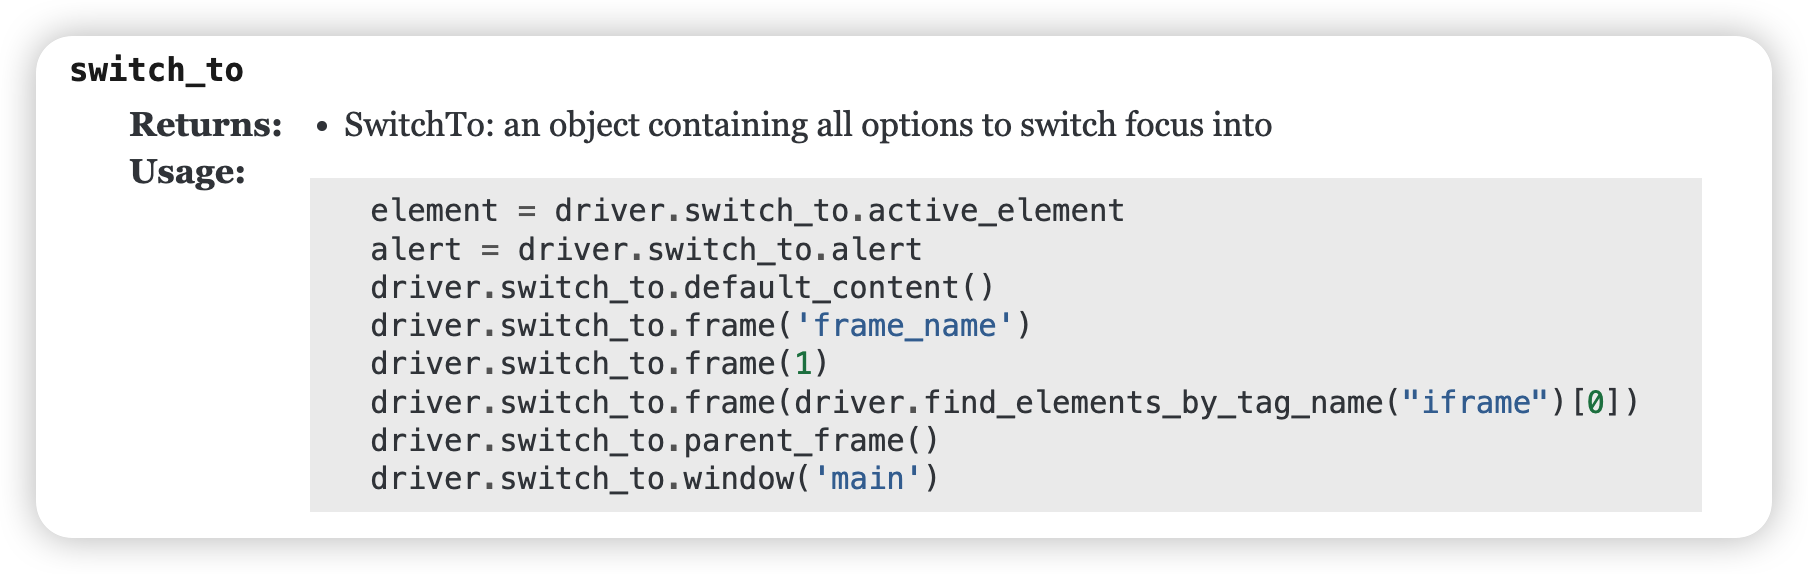 switch_to
Returns: • SwitchTo: an object containing all options to switch focus into
Usage:
element = driver.switch_to.active_element
alert = driver.switch_to.alert
driver.switch_to.default_content()
driver.switch_to.frame('frame_name')
driver.switch_to.frame(1)
driver.switch_to.frame(driver.find_elements_by_tag_name("iframe")[0])
driver.switch_to.parent_frame()
driver.switch_to.window('main')